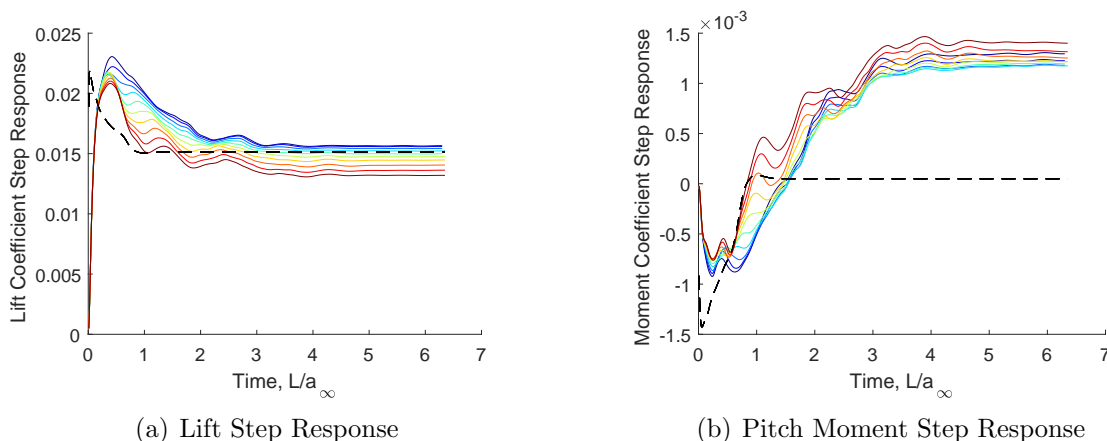 0.025
0.02
0.015
0.01
0.005
0
0 1 2 3 4 5 6 7
Lift Coefficient Step Response
Time, L/a∞
(a) Lift Step Response
×10-3
1.5
1
0.5
0
-0.5
-1
-1.5
0 1 2 3 4 5 6 7
Moment Coefficient Step Response
Time, L/a∞
(b) Pitch Moment Step Response